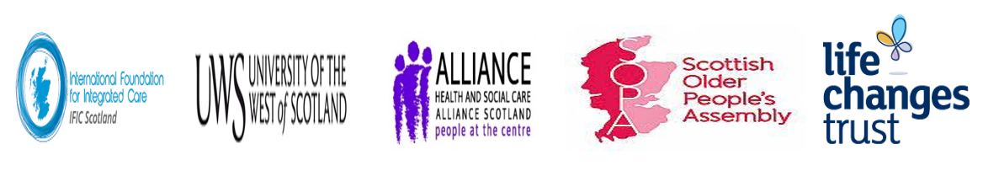 International Foundation
for Integrated Care
IFIC Scotland
UWS
UNIVERSITY OF THE
WEST of SCOTLAND
ALLIANCE
HEALTH AND SOCIAL CARE
ALLIANCE SCOTLAND
people at the centre
SOPA
Scottish
Older
People's
Assembly
life
changes
trust